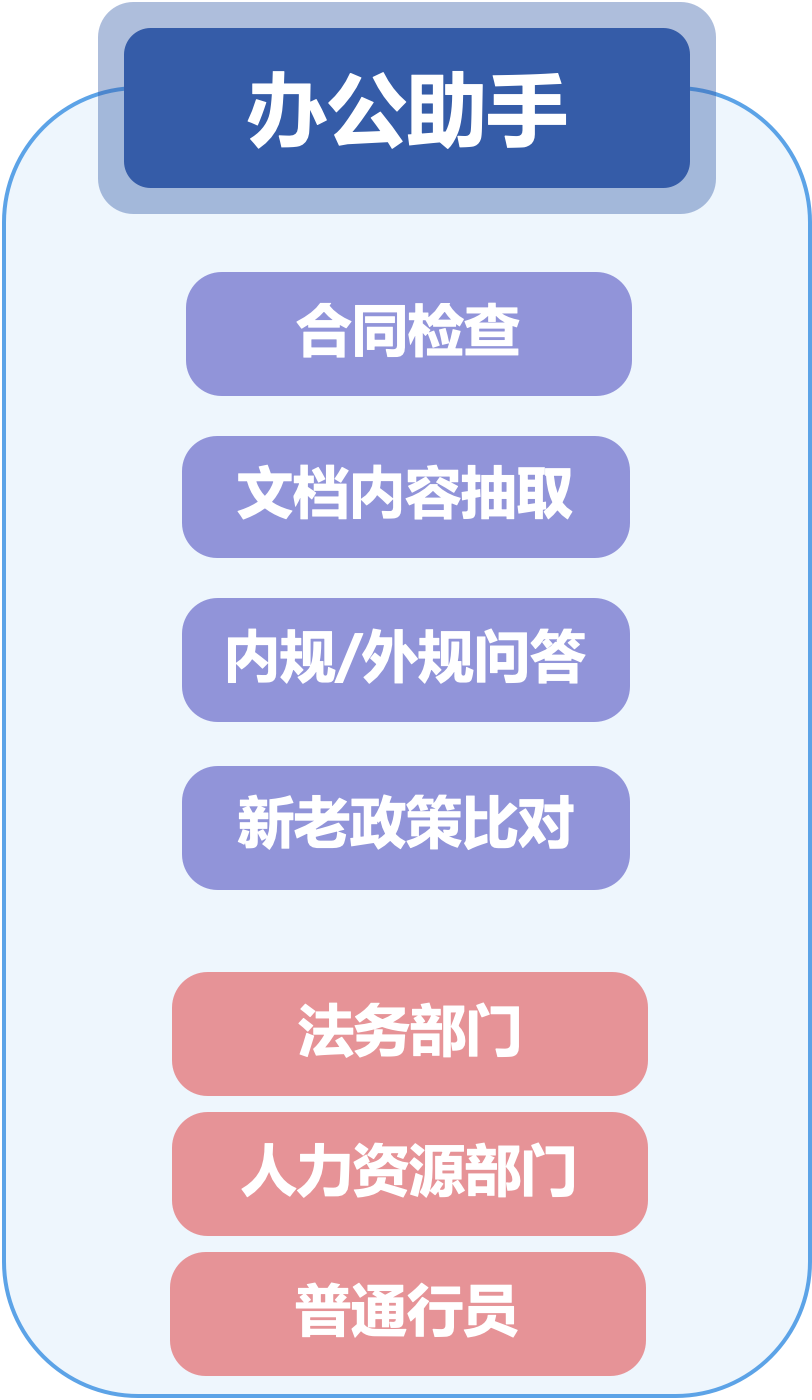 办公助手
合同检查
文档内容抽取
内规/外规问答
新老政策比对
法务部门
人力资源部门
普通行员